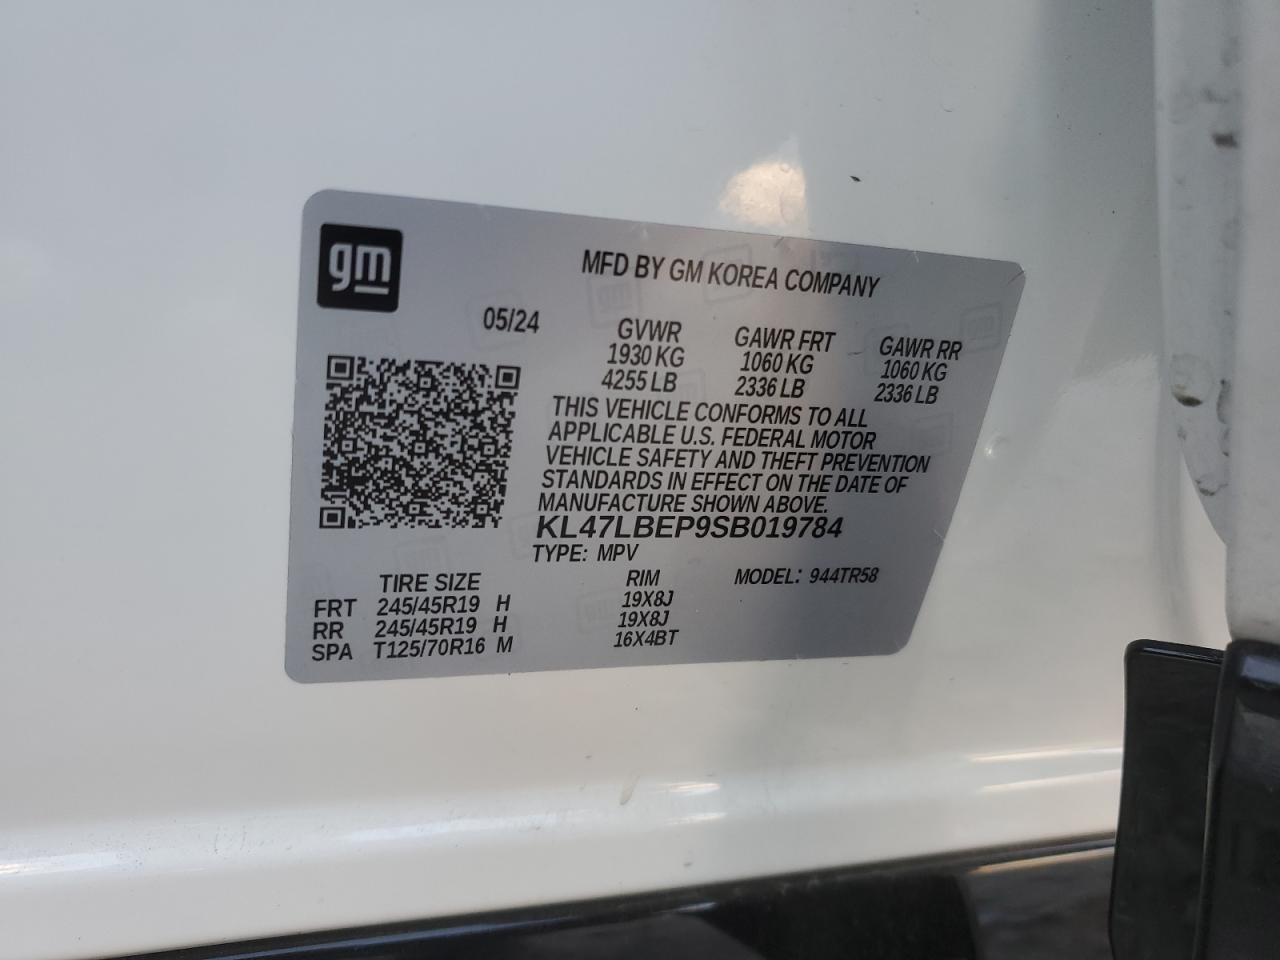 gm
MFD BY GM KOREA COMPANY
05/24
GVWR GAWR FRT GAWR RR
1930 KG 1060 KG 1060 KG
4255 LB 2336 LB 2336 LB
THIS VEHICLE CONFORMS TO ALL
APPLICABLE U.S. FEDERAL MOTOR
VEHICLE SAFETY AND THEFT PREVENTION
STANDARDS IN EFFECT ON THE DATE OF
MANUFACTURE SHOWN ABOVE.
KL47LBEP9SB019784
TYPE: MPV
TIRE SIZE RIM MODEL: 944TR58
FRT 245/45R19 H 19X8J
RR 245/45R19 H 19X8J
SPA T125/70R16 M 16X4BT